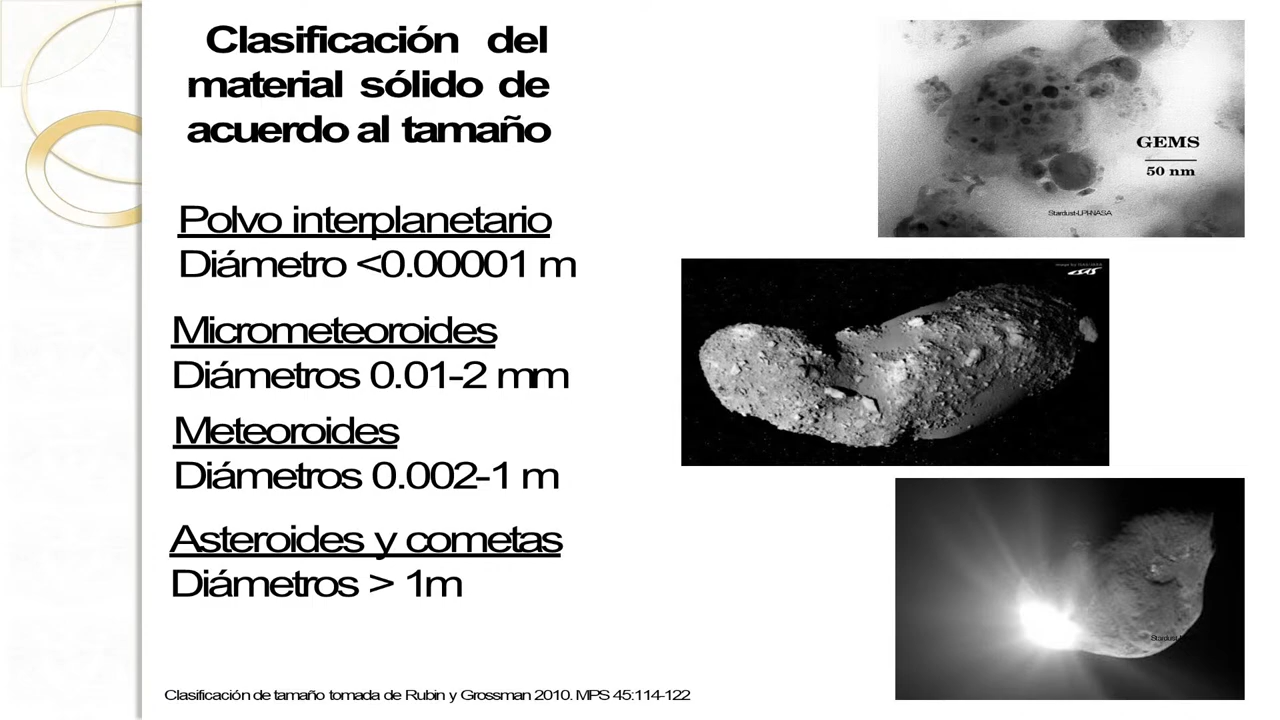 Clasificación del
material sólido de
acuerdo al tamaño
Polvo interplanetario
Diámetro <0.00001 m
Micrometeoroides
Diámetros 0.01-2 mm
Meteoroides
Diámetros 0.002-1 m
Asteroides y cometas
Diámetros > 1m
Clasificación de tamaño tomada de Rubin y Grossman 2010. MPS 45:114-122
GEMS
50 nm
Stardust-LPI-NASA
Stardust